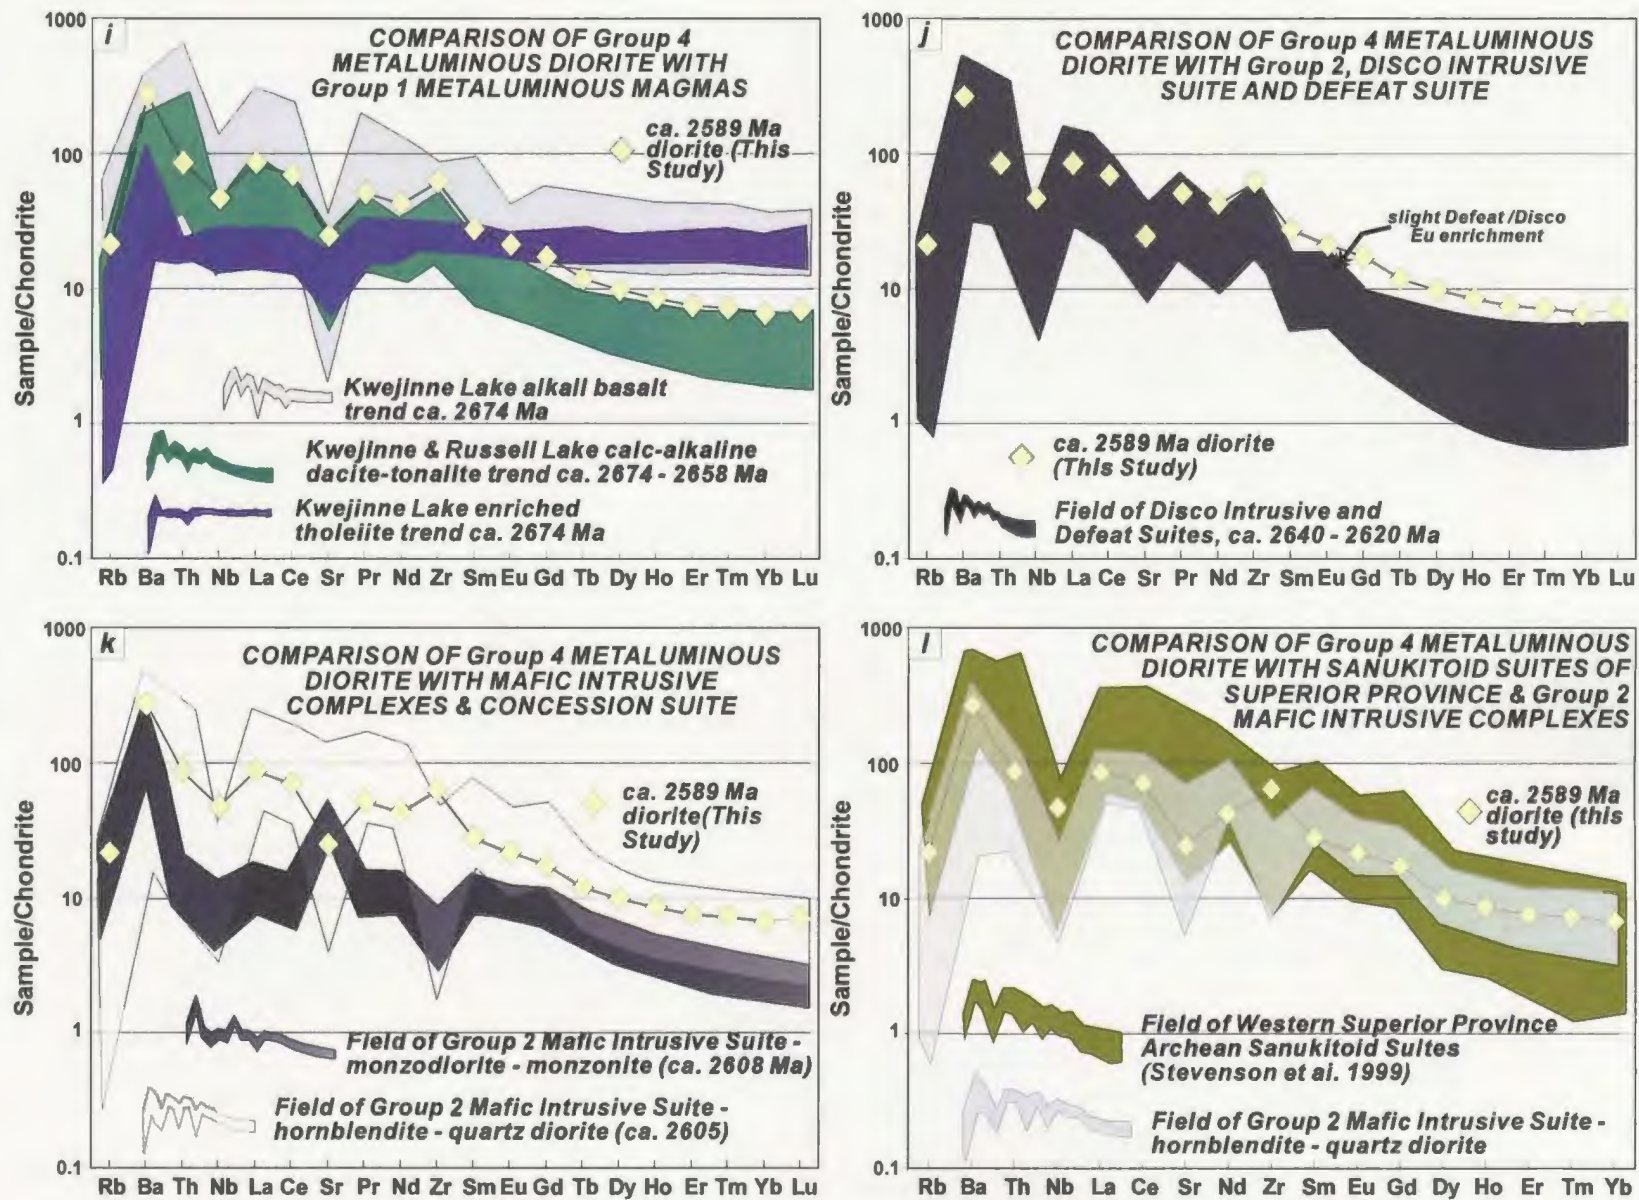 i
COMPARISON OF Group 4
METALUMINOUS DIORITE WITH
Group 1 METALUMINOUS MAGMAS
1000
100
10
1
0.1
Sample/Chondrite
ca. 2589 Ma
diorite (This
Study)
Kwejinne Lake alkali basalt
trend ca. 2674 Ma
Kwejinne & Russell Lake calc-alkaline
dacite-tonalite trend ca. 2674 - 2658 Ma
Kwejinne Lake enriched
tholeiite trend ca. 2674 Ma
Rb Ba Th Nb La Ce Sr Pr Nd Zr Sm Eu Gd Tb Dy Ho Er Tm Yb Lu
j
COMPARISON OF Group 4 METALUMINOUS
DIORITE WITH Group 2, DISCO INTRUSIVE
SUITE AND DEFEAT SUITE
1000
100
10
1
0.1
Sample/Chondrite
slight Defeat /Disco
Eu enrichment
ca. 2589 Ma diorite
(This Study)
Field of Disco Intrusive and
Defeat Suites, ca. 2640 - 2620 Ma
Rb Ba Th Nb La Ce Sr Pr Nd Zr Sm Eu Gd Tb Dy Ho Er Tm Yb Lu
k
COMPARISON OF Group 4 METALUMINOUS
DIORITE WITH MAFIC INTRUSIVE
COMPLEXES & CONCESSION SUITE
1000
100
10
1
0.1
Sample/Chondrite
ca. 2589 Ma
diorite(This
Study)
Field of Group 2 Mafic Intrusive Suite -
monzodiorite - monzonite (ca. 2608 Ma)
Field of Group 2 Mafic Intrusive Suite -
hornblendite - quartz diorite (ca. 2605)
Rb Ba Th Nb La Ce Sr Pr Nd Zr Sm Eu Gd Tb Dy Ho Er Tm Yb Lu
l
COMPARISON OF Group 4 METALUMINOUS
DIORITE WITH SANUKITOID SUITES OF
SUPERIOR PROVINCE & Group 2
MAFIC INTRUSIVE COMPLEXES
1000
100
10
1
0.1
Sample/Chondrite
ca. 2589 Ma
diorite (this
study)
Field of Western Superior Province
Archean Sanukitoid Suites
(Stevenson et al. 1999)
Field of Group 2 Mafic Intrusive Suite -
hornblendite - quartz diorite
Rb Ba Th Nb La Ce Sr Pr Nd Zr Sm Eu Gd Tb Dy Ho Er Tm Yb